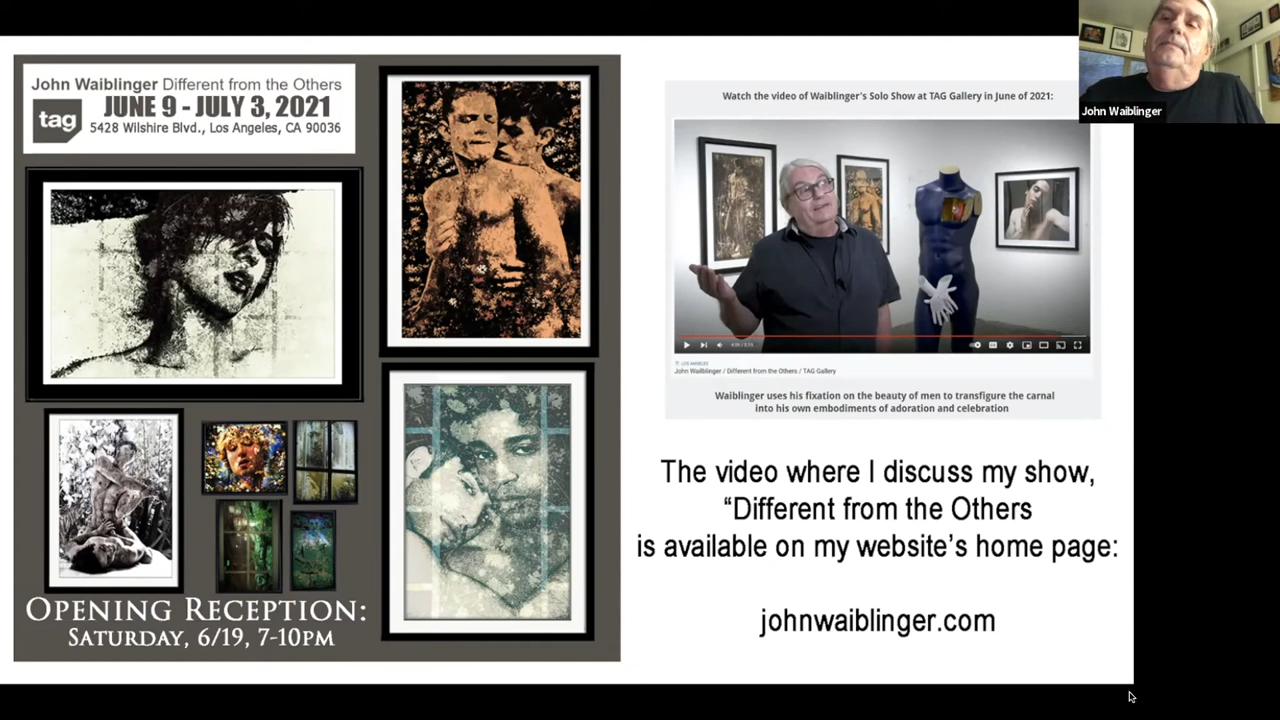 John Waiblinger Different from the Others
tag
JUNE 9 - JULY 3, 2021
5428 Wilshire Blvd., Los Angeles, CA 90036
OPENING RECEPTION:
SATURDAY, 6/19, 7-10PM
Watch the video of Waiblinger's Solo Show at TAG Gallery in June of 2021:
LOS ANGELES
John Waiblinger / Different from the Others / TAG Gallery
Waiblinger uses his fixation on the beauty of men to transfigure the carnal
into his own embodiments of adoration and celebration
The video where I discuss my show,
“Different from the Others
is available on my website’s home page:
johnwaiblinger.com
John Waiblinger